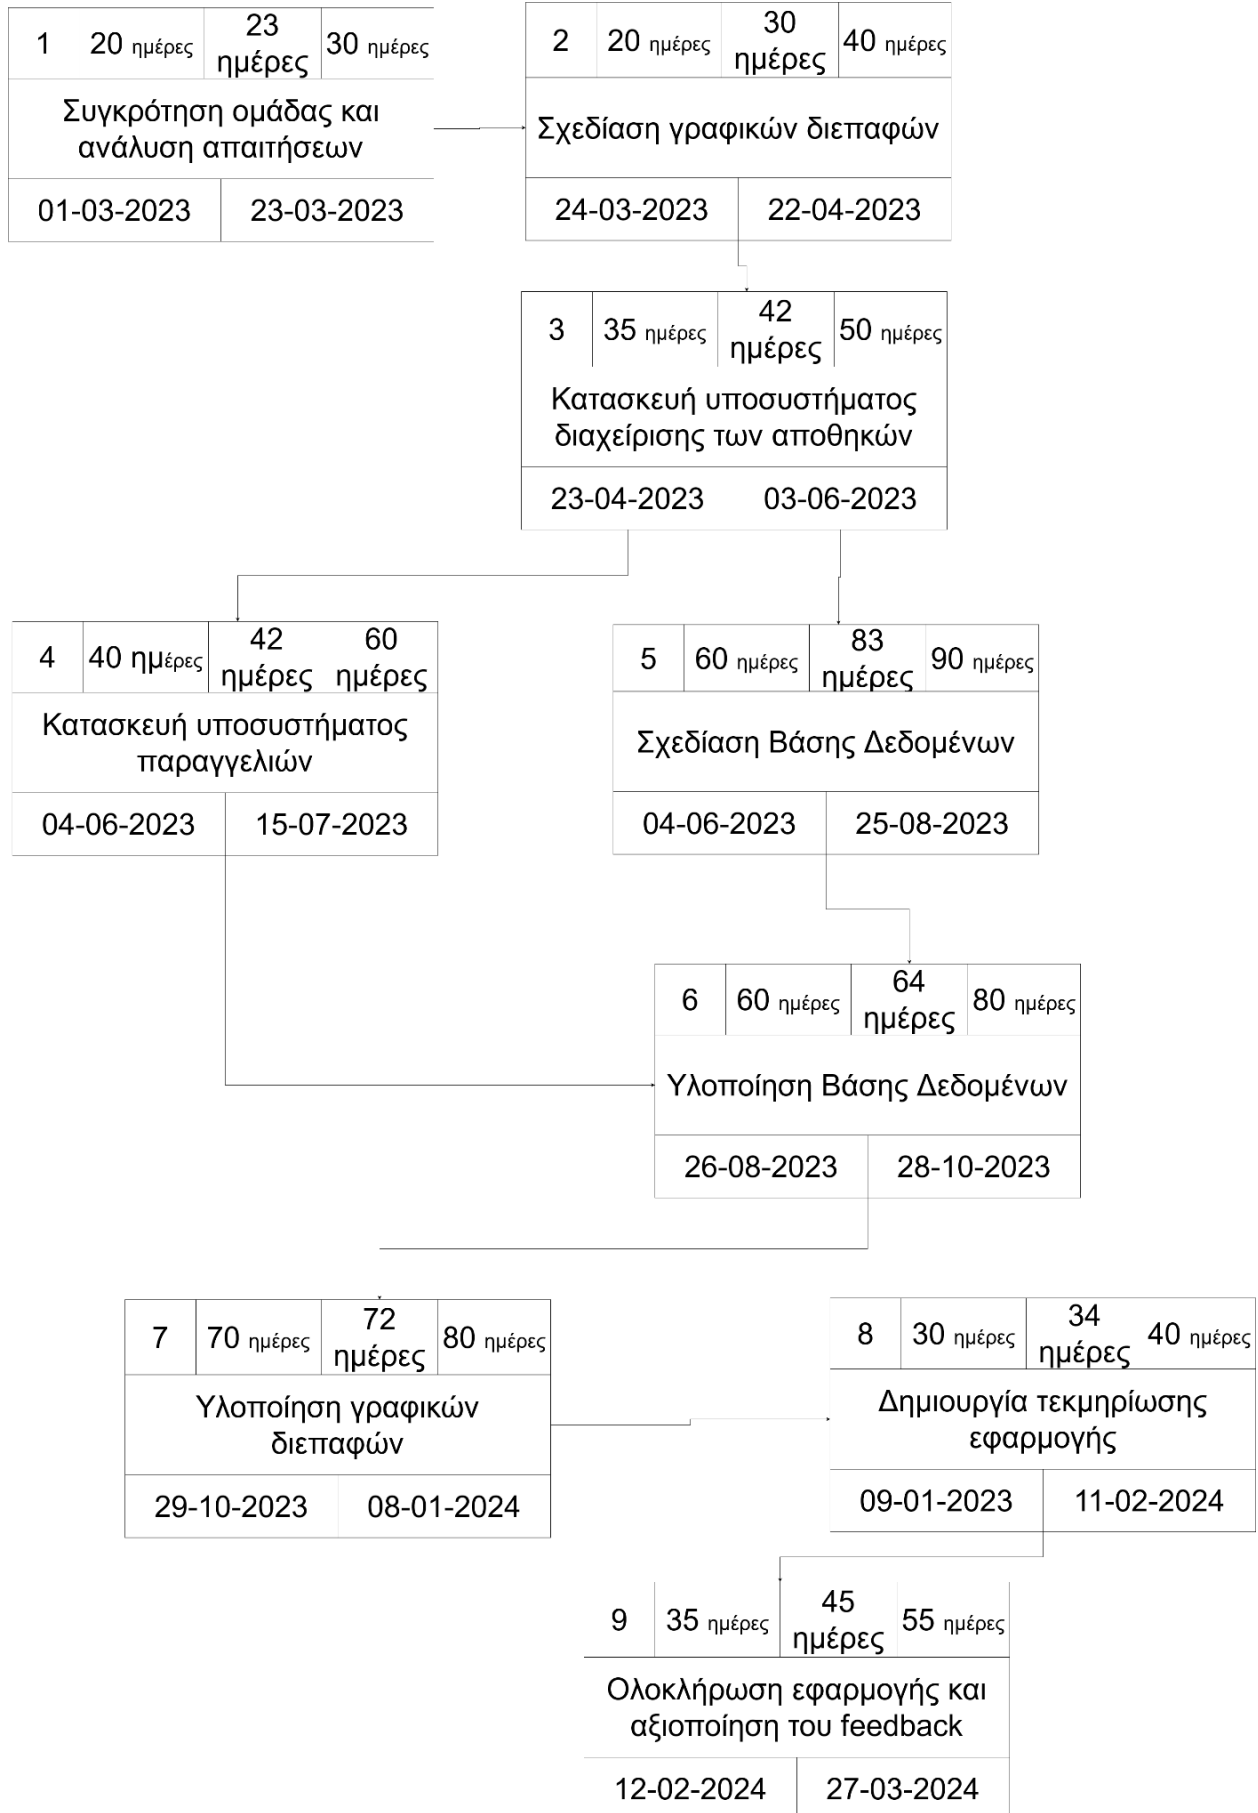 1 20 ημέρες 23 ημέρες 30 ημέρες
Συγκρότηση ομάδας και
ανάλυση απαιτήσεων
01-03-2023 23-03-2023
2 20 ημέρες 30 ημέρες 40 ημέρες
Σχεδίαση γραφικών διεπαφών
24-03-2023 22-04-2023
3 35 ημέρες 42 ημέρες 50 ημέρες
Κατασκευή υποσυστήματος
διαχείρισης των αποθηκών
23-04-2023 03-06-2023
4 40 ημέρες 42 ημέρες 60 ημέρες
Κατασκευή υποσυστήματος
παραγγελιών
04-06-2023 15-07-2023
5 60 ημέρες 83 ημέρες 90 ημέρες
Σχεδίαση Βάσης Δεδομένων
04-06-2023 25-08-2023
6 60 ημέρες 64 ημέρες 80 ημέρες
Υλοποίηση Βάσης Δεδομένων
26-08-2023 28-10-2023
7 70 ημέρες 72 ημέρες 80 ημέρες
Υλοποίηση γραφικών
διεπαφών
29-10-2023 08-01-2024
8 30 ημέρες 34 ημέρες 40 ημέρες
Δημιουργία τεκμηρίωσης
εφαρμογής
09-01-2023 11-02-2024
9 35 ημέρες 45 ημέρες 55 ημέρες
Ολοκλήρωση εφαρμογής και
αξιοποίηση του feedback
12-02-2024 27-03-2024